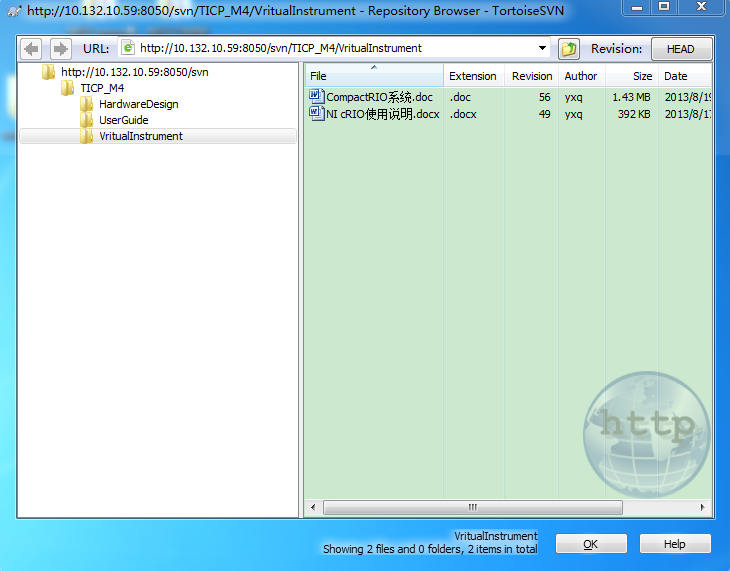 http://10.132.10.59:8050/svn/TICP_M4/VritualInstrument - Repository Browser - TortoiseSVN
URL: http://10.132.10.59:8050/svn/TICP_M4/VritualInstrument Revision: HEAD
http://10.132.10.59:8050/svn
TICP_M4
HardwareDesign
UserGuide
VritualInstrument
File Extension Revision Author Size Date
CompactRIO系统.doc .doc 56 yxq 1.43 MB 2013/8/19
NI cRIO使用说明.docx .docx 49 yxq 392 KB 2013/8/17
http
VritualInstrument
Showing 2 files and 0 folders, 2 items in total
OK Help